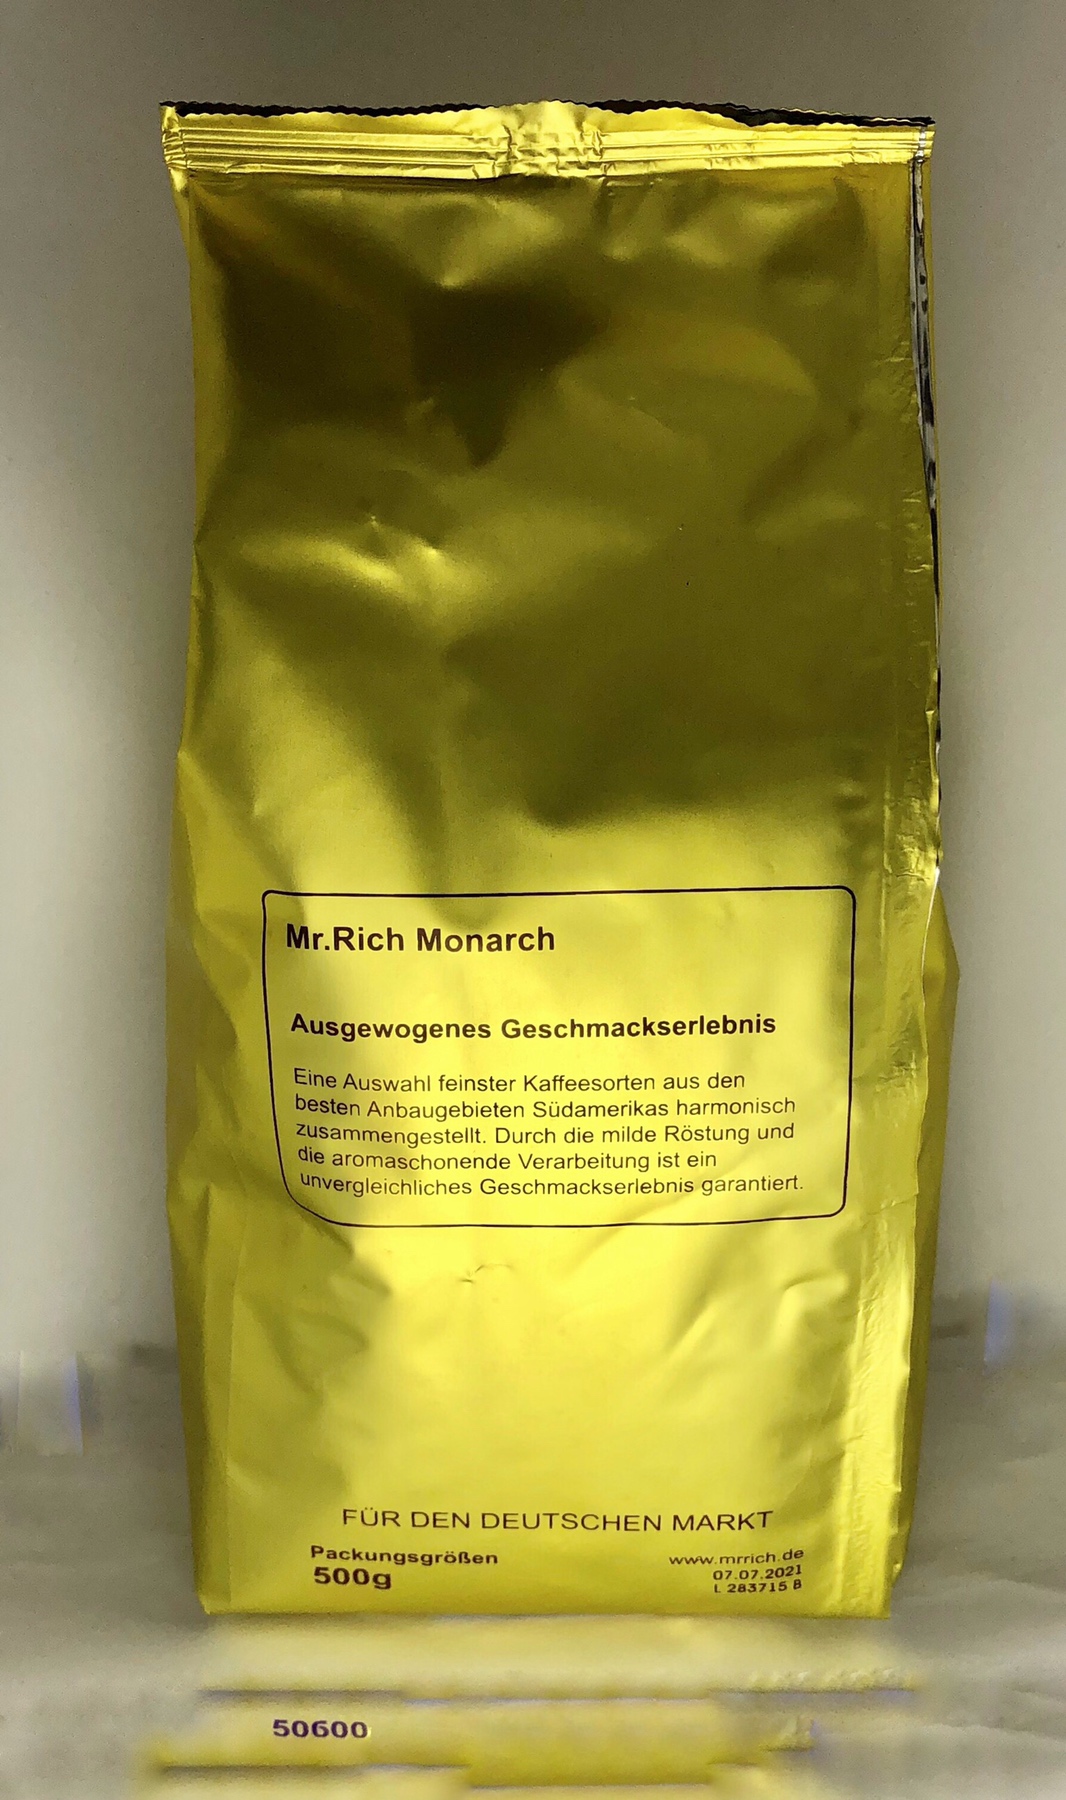 Mr.Rich Monarch
Ausgewogenes Geschmackserlebnis
Eine Auswahl feinster Kaffeesorten aus den
besten Anbaugebieten Südamerikas harmonisch
zusammengestellt. Durch die milde Röstung und
die aromaschonende Verarbeitung ist ein
unvergleichliches Geschmackserlebnis garantiert.
FÜR DEN DEUTSCHEN MARKT
Packungsgrößen
500g
www.mrrich.de
07.07.2021
L 283715 B
50600